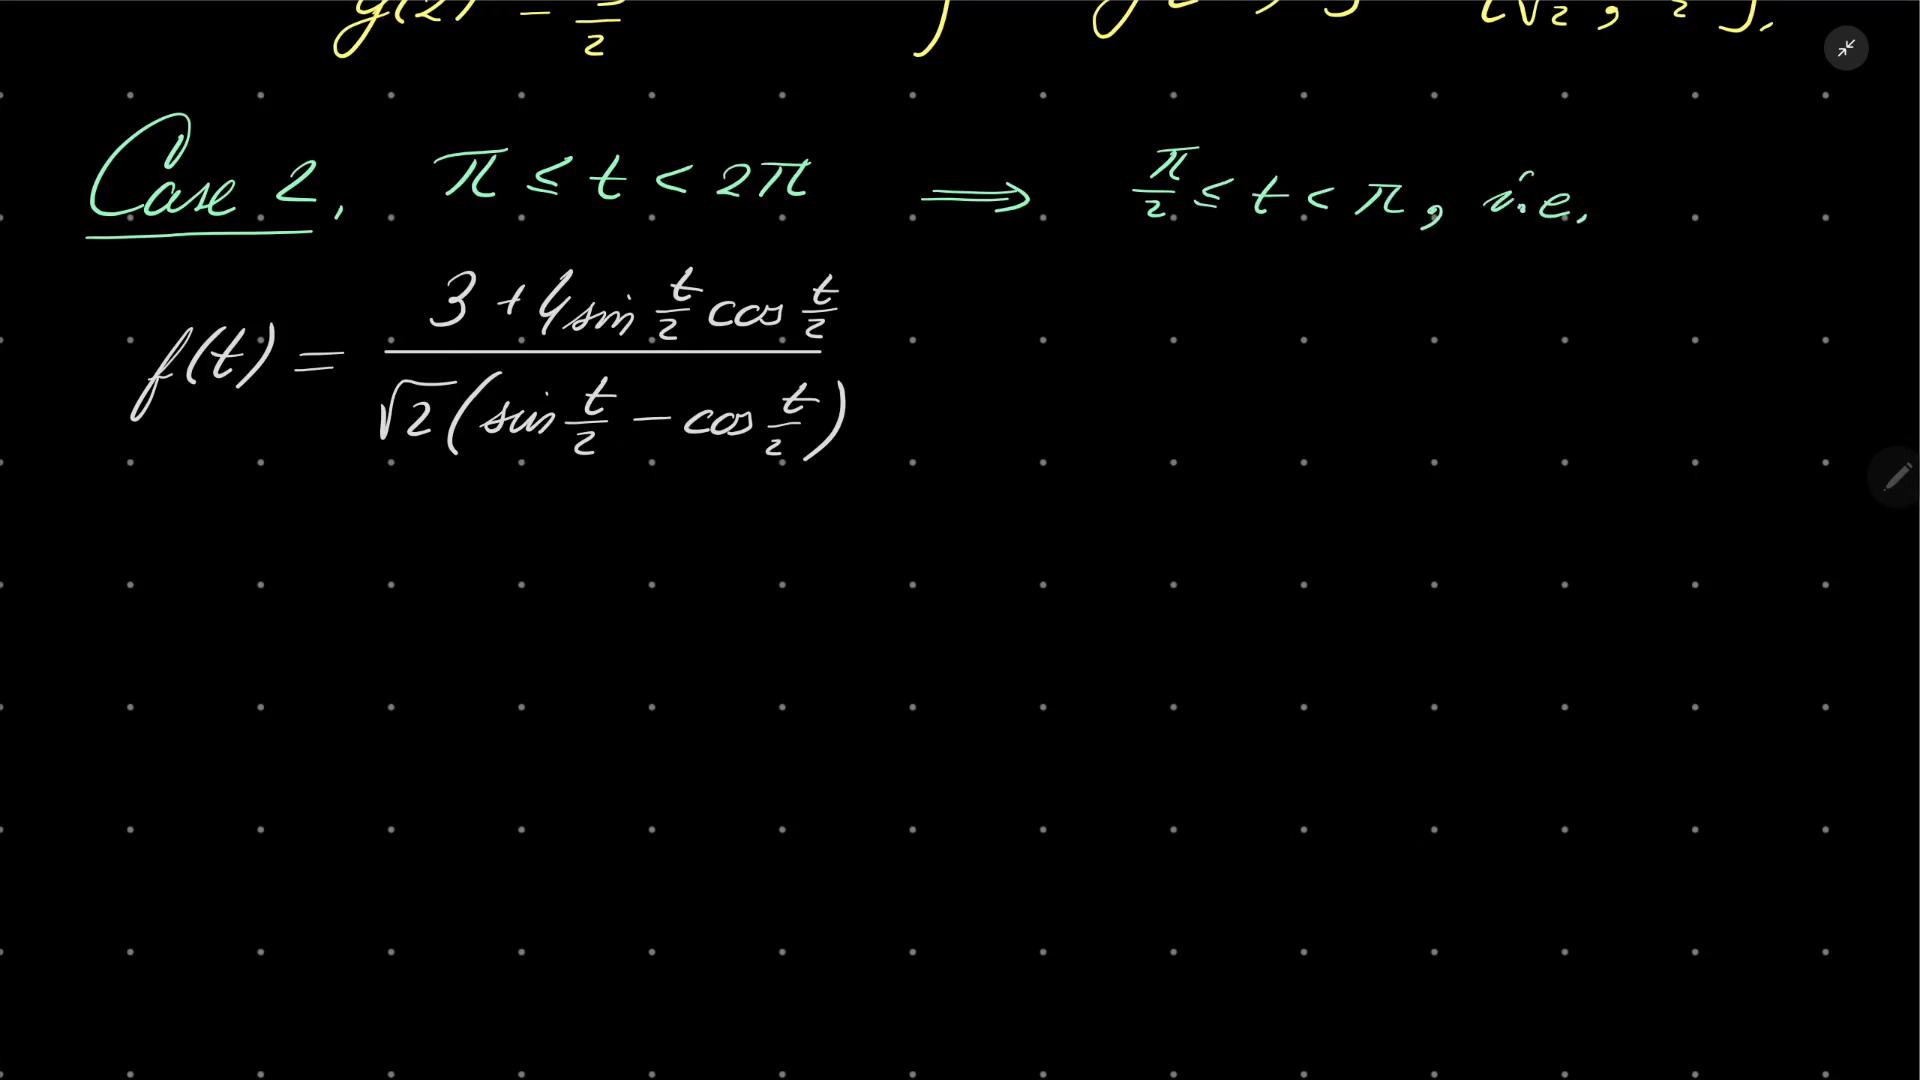 Case 2. π ≤ t < 2π ⟹ π/2 ≤ t < π, i.e.
f(t) = (3 + 4 sin t/2 cos t/2) / (√2 (sin t/2 − cos t/2))